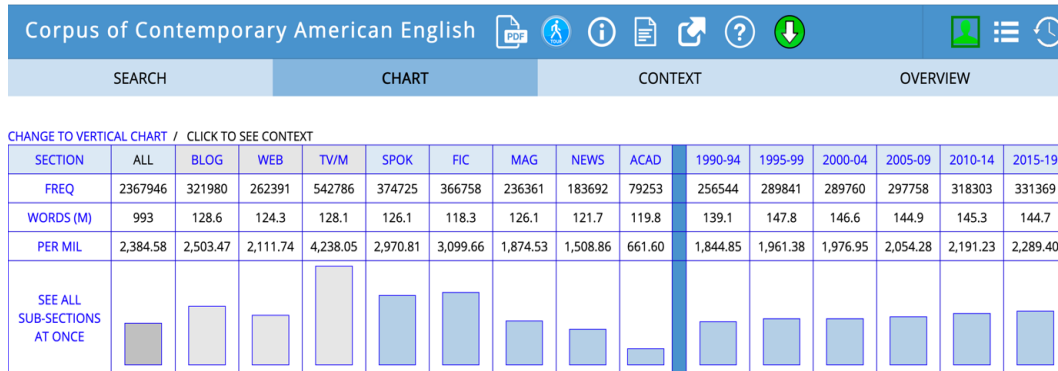 Corpus of Contemporary American English PDF TOUR
SEARCH CHART CONTEXT OVERVIEW
CHANGE TO VERTICAL CHART / CLICK TO SEE CONTEXT
SECTION ALL BLOG WEB TV/M SPOK FIC MAG NEWS ACAD 1990-94 1995-99 2000-04 2005-09 2010-14 2015-19
FREQ 2367946 321980 262391 542786 374725 366758 236361 183692 79253 256544 289841 289760 297758 318303 331369
WORDS (M) 993 128.6 124.3 128.1 126.1 118.3 126.1 121.7 119.8 139.1 147.8 146.6 144.9 145.3 144.7
PER MIL 2,384.58 2,503.47 2,111.74 4,238.05 2,970.81 3,099.66 1,874.53 1,508.86 661.60 1,844.85 1,961.38 1,976.95 2,054.28 2,191.23 2,289.40
SEE ALL
SUB-SECTIONS
AT ONCE